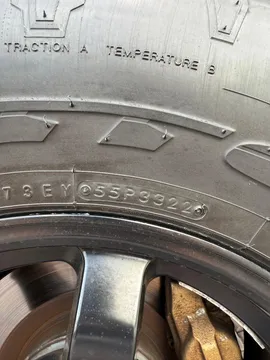 TRACTION A TEMPERATURE B
73EY 55P3322